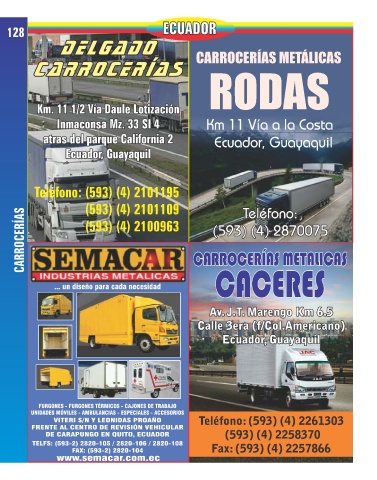 128
ECUADOR
CARROCERÍAS
DELGADO
CARROCERÍAS
Km. 11 1/2 Vía Daule Lotización
Inmaconsa Mz. 33 Sl 4
atras del parque California 2
Ecuador, Guayaquil
Teléfono: (593) (4) 2101195
(593) (4) 2101109
(593) (4) 2100963
CARROCERÍAS METÁLICAS
RODAS
Km 11 Vía a la Costa
Ecuador, Guayaquil
Teléfono:
(593) (4) 2870075
SEMACAR
INDUSTRIAS METALICAS
... un diseño para cada necesidad
FURGONES - FURGONES TÉRMICOS - CAJONES DE TRABAJO
UNIDADES MÓVILES - AMBULANCIAS - ESPECIALES - ACCESORIOS
VITERI S/N Y LEONIDAS PROAÑO
FRENTE AL CENTRO DE REVISIÓN VEHICULAR
DE CARAPUNGO EN QUITO, ECUADOR
TELFS: (593-2) 2820-105 / 2820-106 / 2820-108
FAX: (593-2) 2820-104
www.semacar.com.ec
CARROCERÍAS METALICAS
CACERES
Av. J.T. Marengo Km 6.5
Calle 3era (f/Col.Americano)
Ecuador, Guayaquil
JAC
Teléfono: (593) (4) 2261303
(593) (4) 2258370
Fax: (593) (4) 2257866